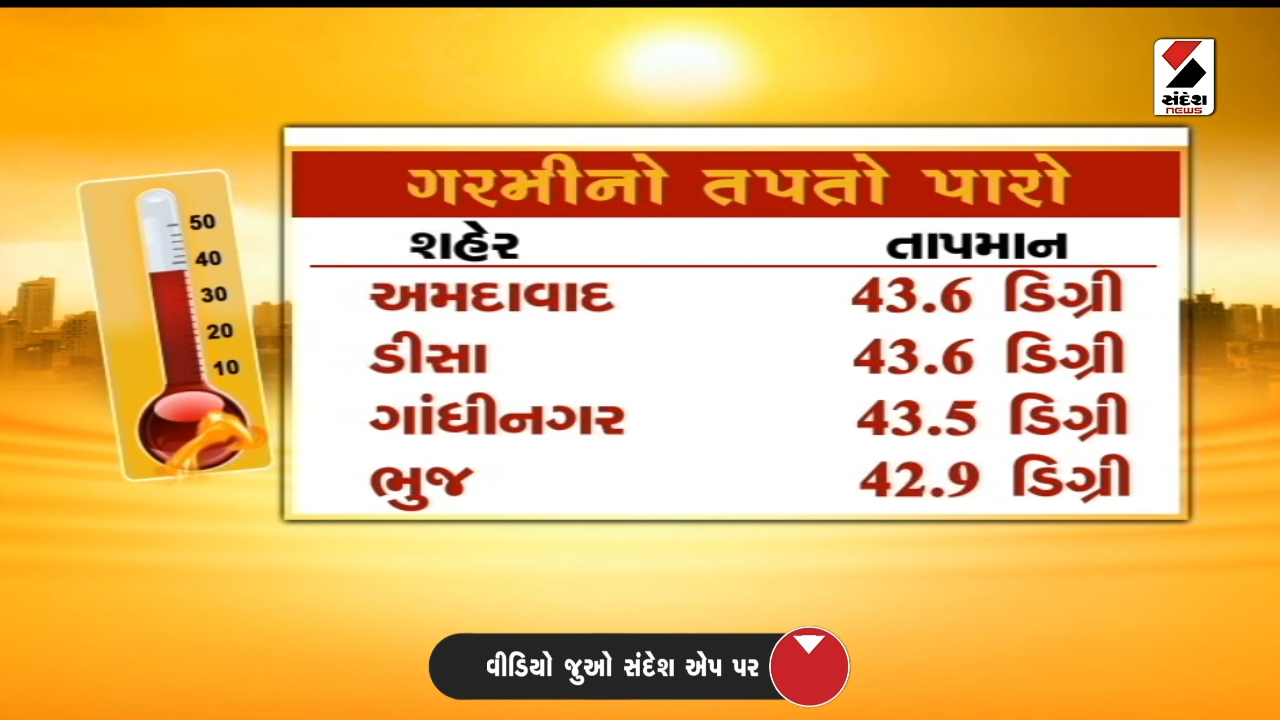 સંદેશ
NEWS
ગરમીનો તપતો પારો
શહેર તાપમાન
અમદાવાદ 43.6 ડિગ્રી
ડીસા 43.6 ડિગ્રી
ગાંધીનગર 43.5 ડિગ્રી
ભુજ 42.9 ડિગ્રી
50
40
30
20
10
વીડિયો જુઓ સંદેશ એપ પર